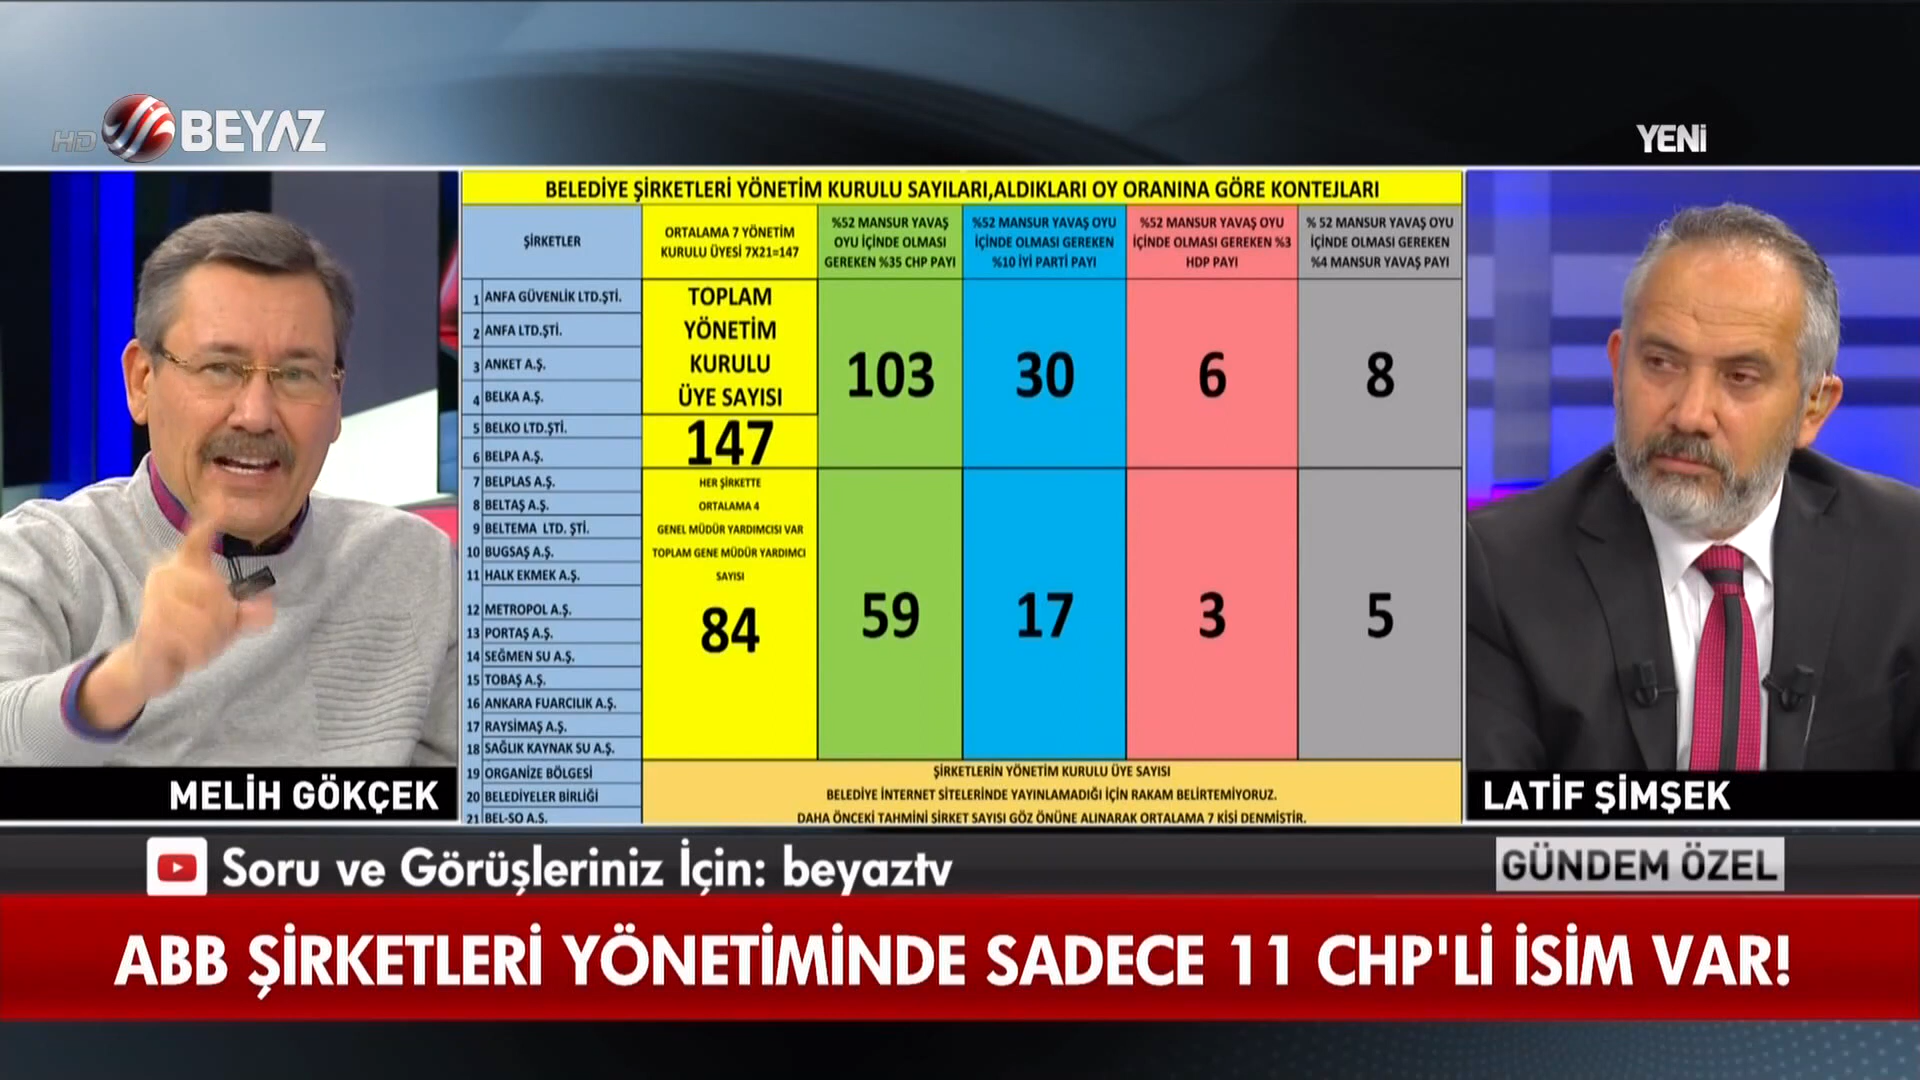 HD BEYAZ
YENİ
BELEDİYE ŞİRKETLERİ YÖNETİM KURULU SAYILARI,ALDIKLARI OY ORANINA GÖRE KONTEJLARI
ŞİRKETLER
ORTALAMA 7 YÖNETİM
KURULU ÜYESİ 7X21=147
%52 MANSUR YAVAŞ
OYU İÇİNDE OLMASI
GEREKEN %35 CHP PAYI
%52 MANSUR YAVAŞ OYU
İÇİNDE OLMASI GEREKEN
%10 İYİ PARTİ PAYI
%52 MANSUR YAVAŞ OYU
İÇİNDE OLMASI GEREKEN %3
HDP PAYI
% 52 MANSUR YAVAŞ OYU
İÇİNDE OLMASI GEREKEN
%4 MANSUR YAVAŞ PAYI
1 ANFA GÜVENLİK LTD.ŞTİ.
2 ANFA LTD.ŞTİ.
3 ANKET A.Ş.
4 BELKA A.Ş.
5 BELKO LTD.ŞTİ.
6 BELPA A.Ş.
7 BELPLAS A.Ş.
8 BELTAŞ A.Ş.
9 BELTEMA LTD. ŞTİ.
10 BUGSAŞ A.Ş.
11 HALK EKMEK A.Ş.
12 METROPOL A.Ş.
13 PORTAŞ A.Ş.
14 SEĞMEN SU A.Ş.
15 TOBAŞ A.Ş.
16 ANKARA FUARCILIK A.Ş.
17 RAYSİMAŞ A.Ş.
18 SAĞLIK KAYNAK SU A.Ş.
19 ORGANİZE BÖLGESİ
20 BELEDİYELER BİRLİĞİ
21 BEL-SO A.Ş.
TOPLAM
YÖNETİM
KURULU
ÜYE SAYISI
147
103
30
6
8
HER ŞİRKETTE
ORTALAMA 4
GENEL MÜDÜR YARDIMCISI VAR
TOPLAM GENE MÜDÜR YARDIMCI
SAYISI
84
59
17
3
5
ŞİRKETLERİN YÖNETİM KURULU ÜYE SAYISI
BELEDİYE İNTERNET SİTELERİNDE YAYINLAMADIĞI İÇİN RAKAM BELİRTEMİYORUZ.
DAHA ÖNCEKİ TAHMİNİ ŞİRKET SAYISI GÖZ ÖNÜNE ALINARAK ORTALAMA 7 KİŞİ DENMİŞTİR.
MELİH GÖKÇEK
LATİF ŞİMŞEK
Soru ve Görüşleriniz İçin: beyaztv
GÜNDEM ÖZEL
ABB ŞİRKETLERİ YÖNETİMİNDE SADECE 11 CHP'Lİ İSİM VAR!